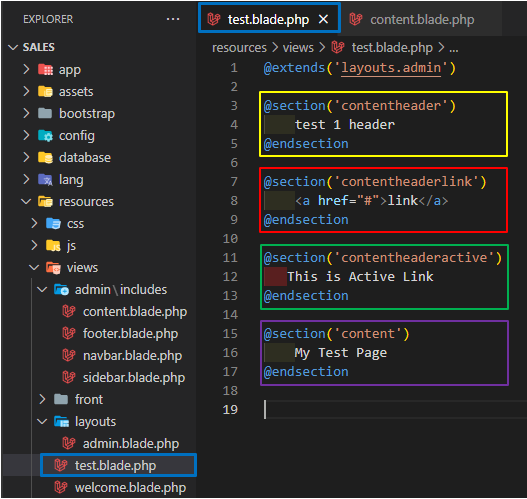 EXPLORER ...
SALES
app
assets
bootstrap
config
database
lang
resources
css
js
views
admin\includes
content.blade.php
footer.blade.php
navbar.blade.php
sidebar.blade.php
front
layouts
admin.blade.php
test.blade.php
welcome.blade.php
test.blade.php
content.blade.php
resources > views > test.blade.php > ...
1 @extends('layouts.admin')
2
3 @section('contentheader')
4 test 1 header
5 @endsection
6
7 @section('contentheaderlink')
8 <a href="#">link</a>
9 @endsection
10
11 @section('contentheaderactive')
12 This is Active Link
13 @endsection
14
15 @section('content')
16 My Test Page
17 @endsection
18
19